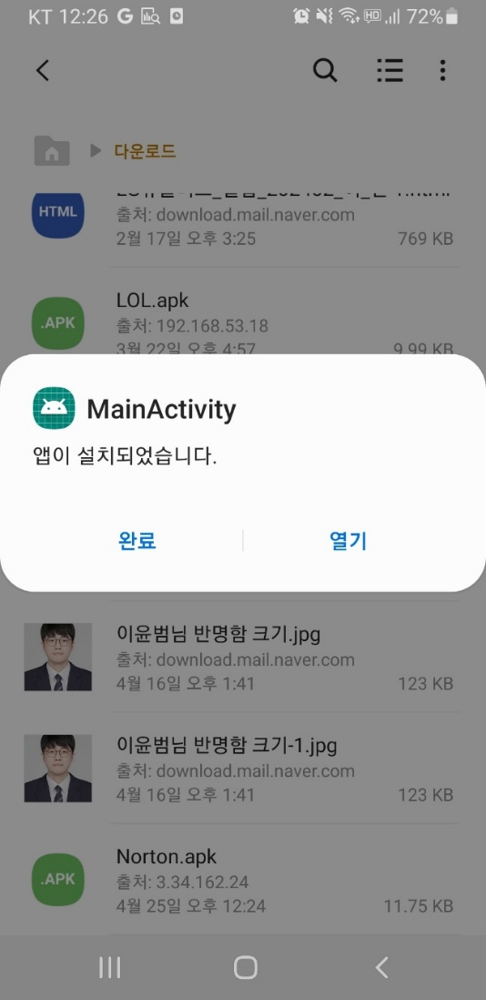 KT 12:26 G HD 72%
다운로드
HTML
출처: download.mail.naver.com
2월 17일 오후 3:25
769 KB
LOL.apk
.APK
출처: 192.168.53.18
3월 22일 오후 4:57
9.99 KB
MainActivity
앱이 설치되었습니다.
완료
열기
이윤범님 반명함 크기.jpg
출처: download.mail.naver.com
4월 16일 오후 1:41
123 KB
이윤범님 반명함 크기-1.jpg
출처: download.mail.naver.com
4월 16일 오후 1:41
123 KB
Norton.apk
.APK
출처: 3.34.162.24
4월 25일 오후 12:24
11.75 KB